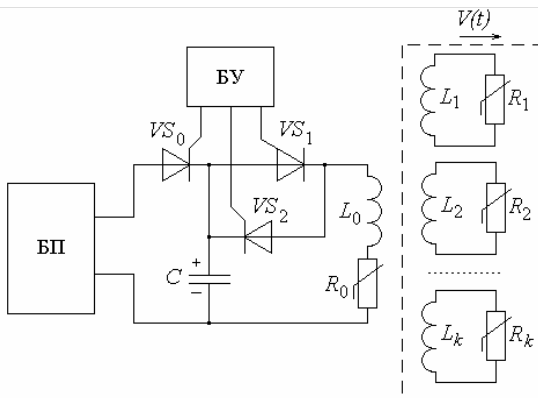 V(t)
БУ
VS0
VS1
L1
R1
VS2
L0
L2
R2
БП
C
+
−
R0
Lk
Rk